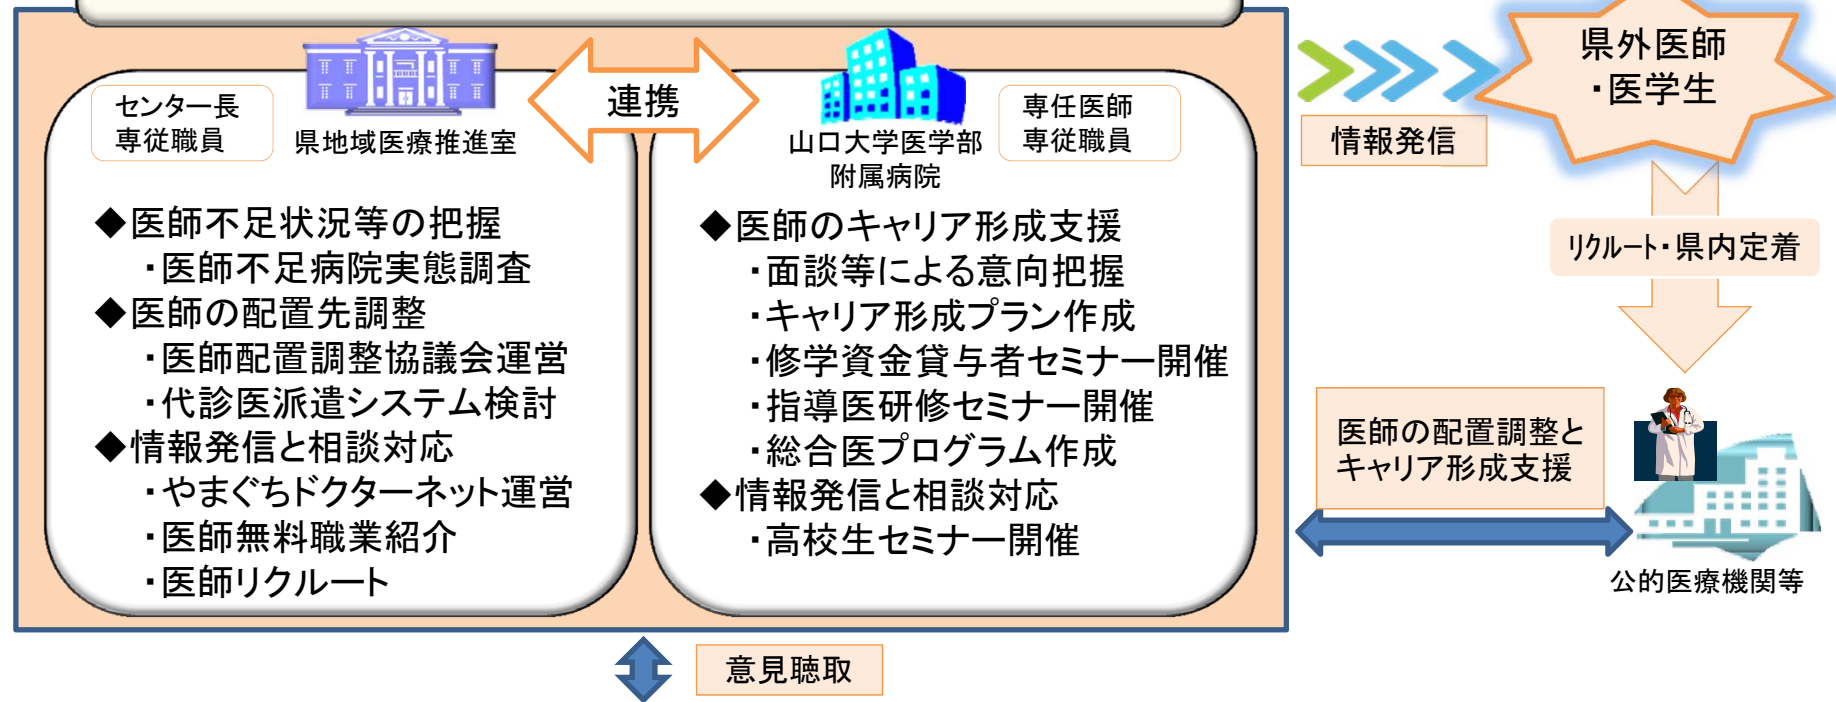 センター長
専従職員
県地域医療推進室
連携
山口大学医学部
附属病院
専任医師
専従職員
◆医師不足状況等の把握
・医師不足病院実態調査
◆医師の配置先調整
・医師配置調整協議会運営
・代診医派遣システム検討
◆情報発信と相談対応
・やまぐちドクターネット運営
・医師無料職業紹介
・医師リクルート
◆医師のキャリア形成支援
・面談等による意向把握
・キャリア形成プラン作成
・修学資金貸与者セミナー開催
・指導医研修セミナー開催
・総合医プログラム作成
◆情報発信と相談対応
・高校生セミナー開催
情報発信
県外医師
・医学生
ﾘｸﾙｰﾄ・県内定着
医師の配置調整と
キャリア形成支援
公的医療機関等
意見聴取